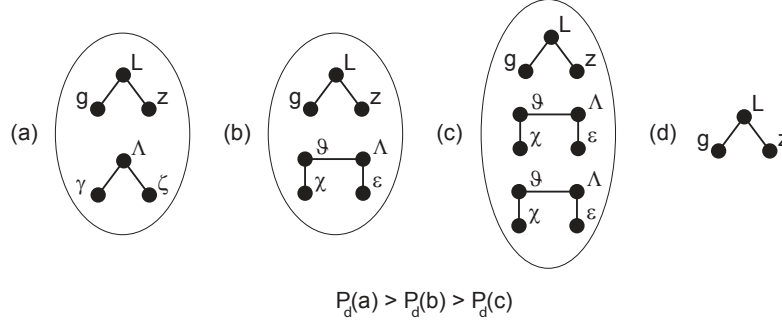 L
g z
Λ
γ ζ
(a)
L
g z
ϑ Λ
χ ε
(b)
L
g z
ϑ Λ
χ ε
ϑ Λ
χ ε
(c)
(d)
L
g z
P_d(a) > P_d(b) > P_d(c)